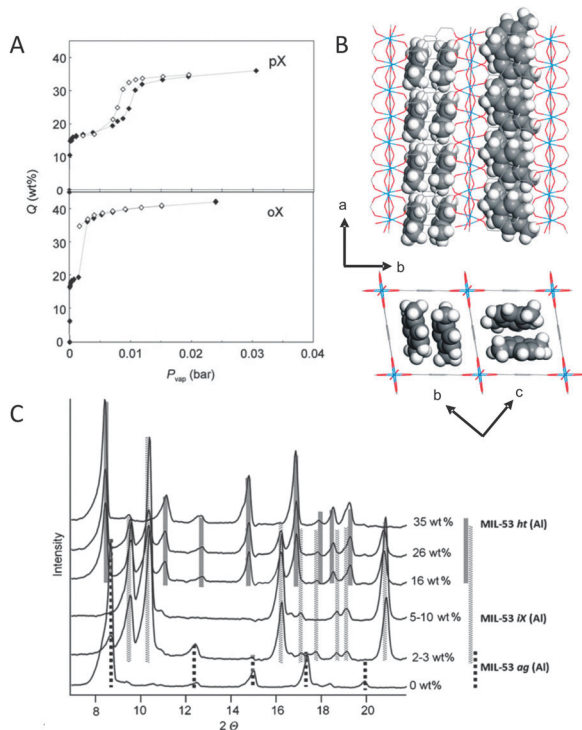 A
pX
40
30
20
10
0
oX
40
30
20
10
0
0
0.01
0.02
0.03
0.04
Q (wt%)
Pvap (bar)
B
a
b
b
c
C
Intensity
35 wt%
26 wt%
16 wt%
5-10 wt%
2-3 wt%
0 wt%
MIL-53 ht (Al)
MIL-53 iX (Al)
MIL-53 ag (Al)
8
10
12
14
16
18
20
2 Θ